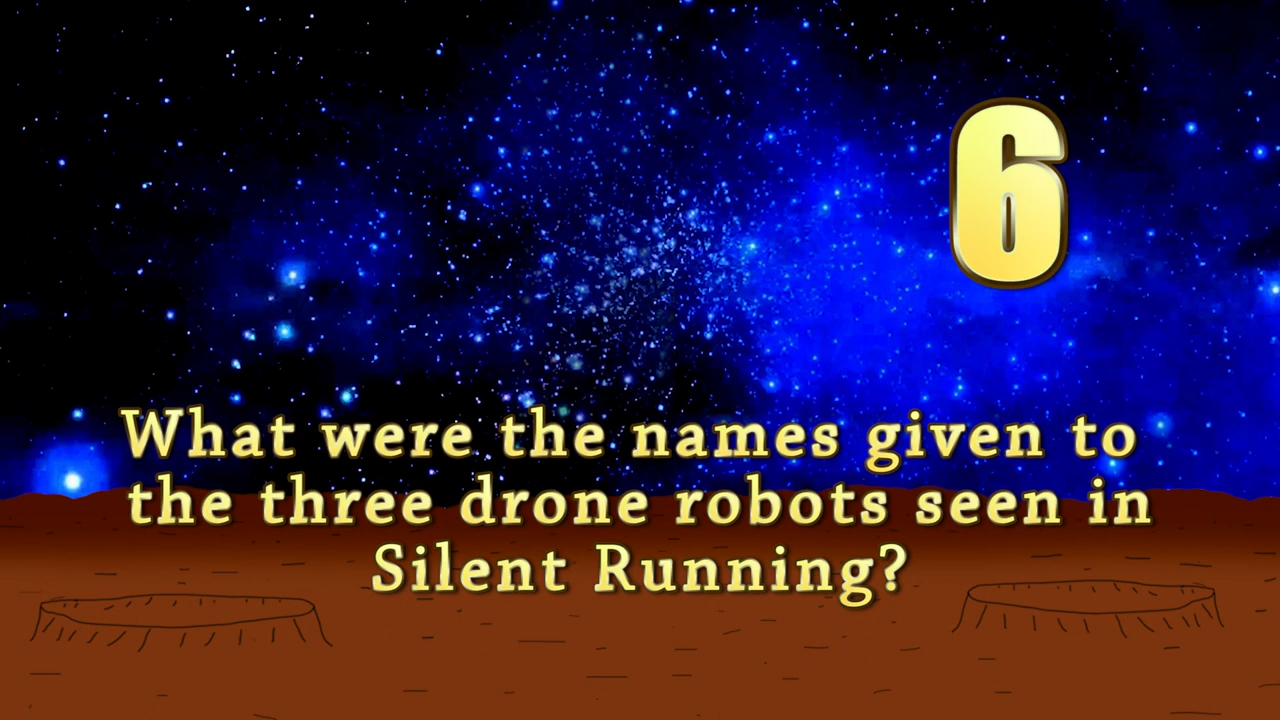 6
What were the names given to
the three drone robots seen in
Silent Running?